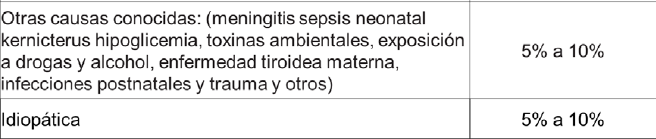 Otras causas conocidas: (meningitis sepsis neonatal
kernicterus hipoglicemia, toxinas ambientales, exposición
a drogas y alcohol, enfermedad tiroidea materna,
infecciones postnatales y trauma y otros)
5% a 10%
Idiopática
5% a 10%